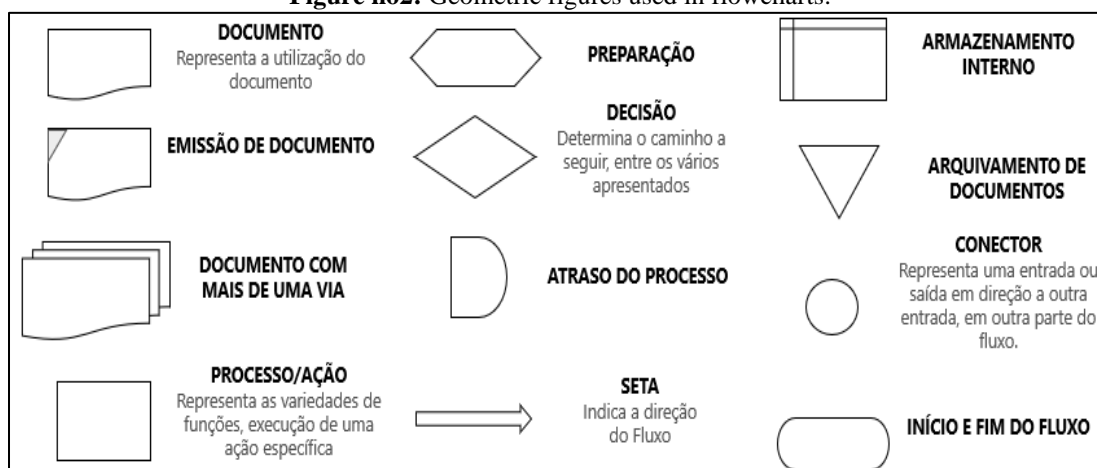 Figure n02: Geometric figures used in flowcharts.
DOCUMENTO
Representa a utilização do
documento
EMISSÃO DE DOCUMENTO
DOCUMENTO COM
MAIS DE UMA VIA
PROCESSO/AÇÃO
Representa as variedades de
funções, execução de uma
ação específica
PREPARAÇÃO
DECISÃO
Determina o caminho a
seguir, entre os vários
apresentados
ATRASO DO PROCESSO
SETA
Indica a direção
do Fluxo
ARMAZENAMENTO
INTERNO
ARQUIVAMENTO DE
DOCUMENTOS
CONECTOR
Representa uma entrada ou
saída em direção a outra
entrada, em outra parte do
fluxo.
INÍCIO E FIM DO FLUXO